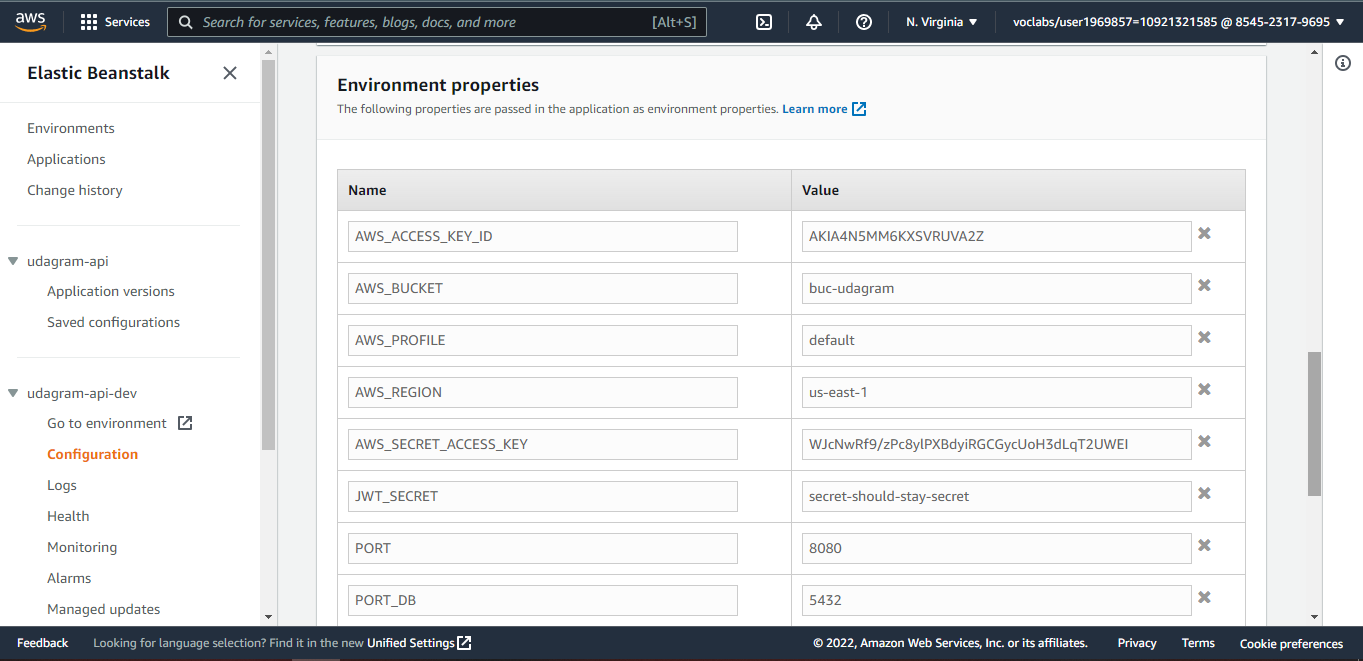 aws
Services
Search for services, features, blogs, docs, and more
[Alt+S]
N. Virginia
voclabs/user1969857=10921321585 @ 8545-2317-9695
Elastic Beanstalk
Environments
Applications
Change history
udagram-api
Application versions
Saved configurations
udagram-api-dev
Go to environment
Configuration
Logs
Health
Monitoring
Alarms
Managed updates
Environment properties
The following properties are passed in the application as environment properties. Learn more
Name Value
AWS_ACCESS_KEY_ID AKIA4N5MM6KXSVRUVA2Z
AWS_BUCKET buc-udagram
AWS_PROFILE default
AWS_REGION us-east-1
AWS_SECRET_ACCESS_KEY WJcNwRf9/zPc8ylPXBdyiRGCGycUoH3dLqT2UWEI
JWT_SECRET secret-should-stay-secret
PORT 8080
PORT_DB 5432
Feedback
Looking for language selection? Find it in the new Unified Settings
© 2022, Amazon Web Services, Inc. or its affiliates.
Privacy
Terms
Cookie preferences